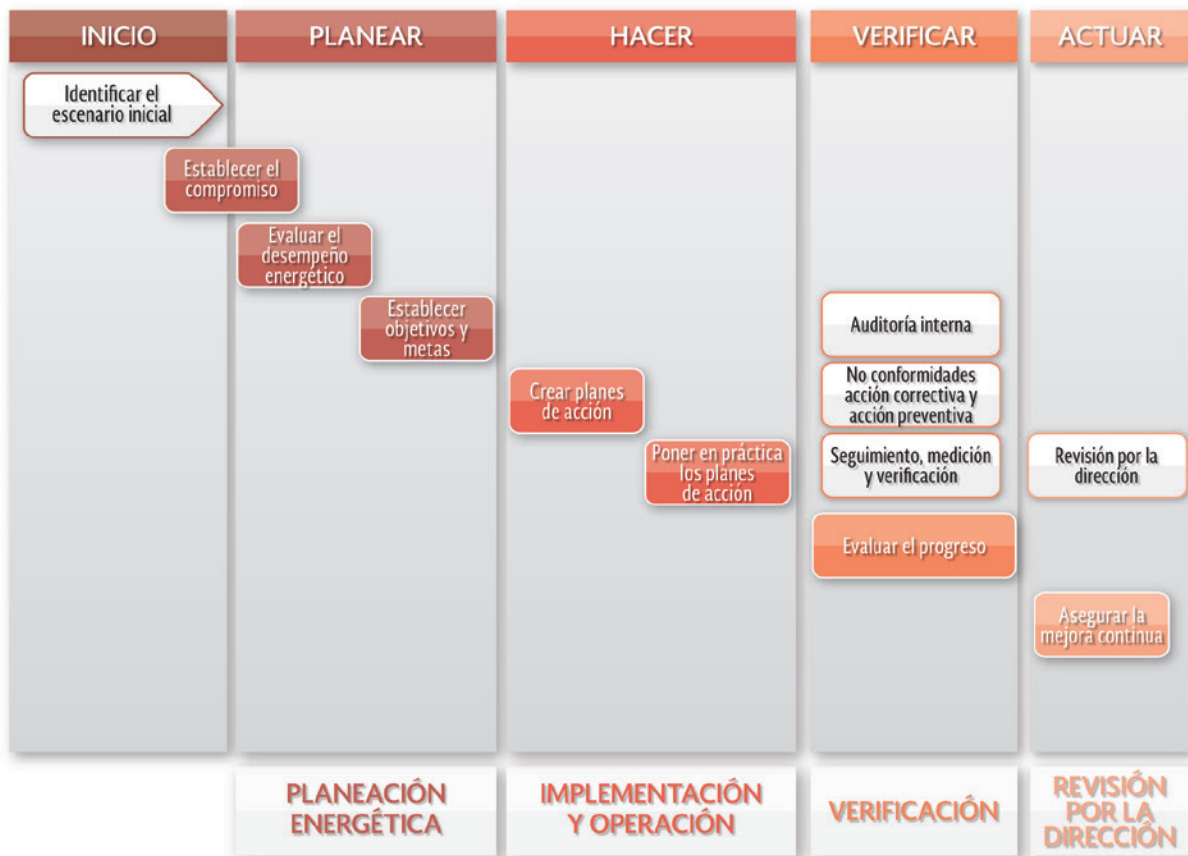 INICIO
PLANEAR
HACER
VERIFICAR
ACTUAR
Identificar el
escenario inicial
Establecer el
compromiso
Evaluar el
desempeño
energético
Establecer
objetivos y
metas
Crear planes
de acción
Poner en práctica
los planes
de acción
Auditoría interna
No conformidades
acción correctiva y
acción preventiva
Seguimiento, medición
y verificación
Evaluar el progreso
Revisión por la
dirección
Asegurar la
mejora continua
PLANEACIÓN
ENERGÉTICA
IMPLEMENTACIÓN
Y OPERACIÓN
VERIFICACIÓN
REVISIÓN
POR LA
DIRECCIÓN